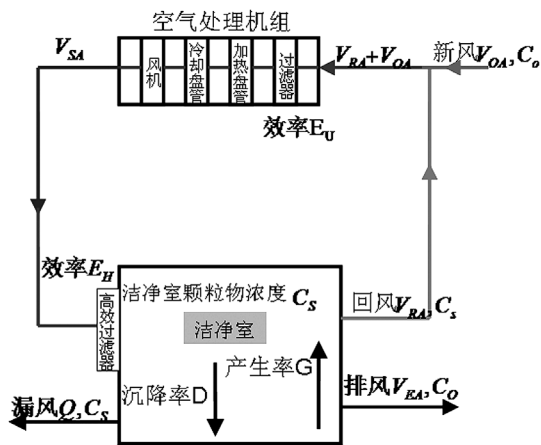 空气处理机组
V_SA
风机
冷却盘管
加热盘管
过滤器
V_RA+V_OA
新风V_OA,C_o
效率E_U
效率E_H
高效过滤器
洁净室颗粒物浓度 C_S
洁净室
回风V_RA,C_s
产生率G
沉降率D
排风V_EA,C_O
漏风Q,C_S